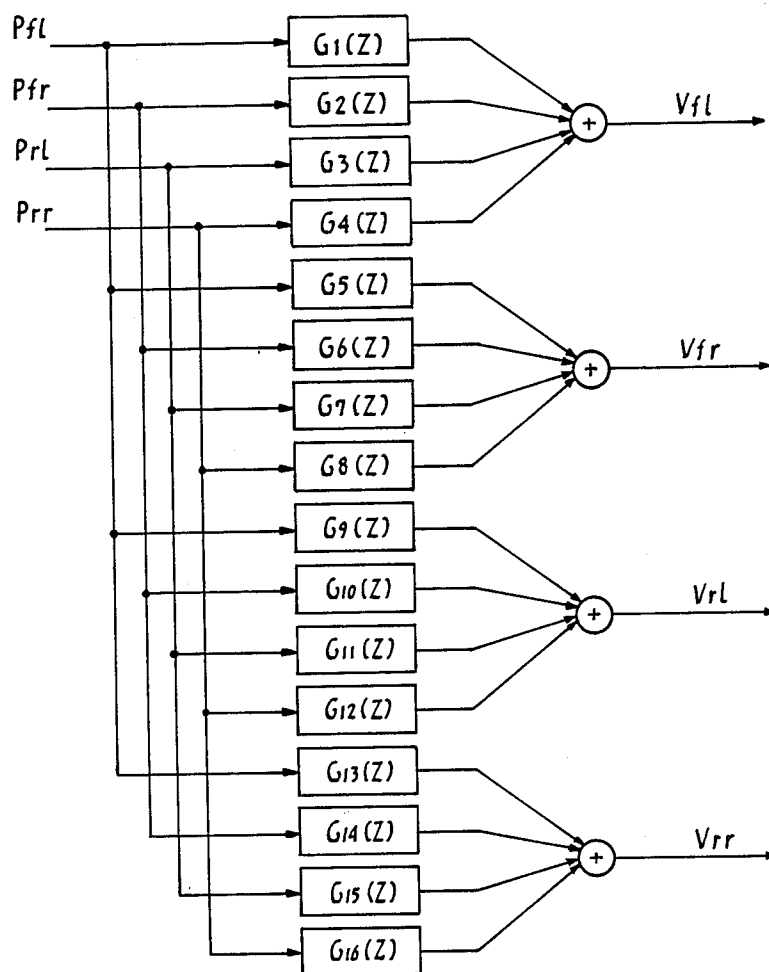 Pfl
G1(Z)
Pfr
G2(Z)
+
Vfl
Prl
G3(Z)
Prr
G4(Z)
G5(Z)
G6(Z)
+
Vfr
G7(Z)
G8(Z)
G9(Z)
G10(Z)
+
Vrl
G11(Z)
G12(Z)
G13(Z)
G14(Z)
+
Vrr
G15(Z)
G16(Z)